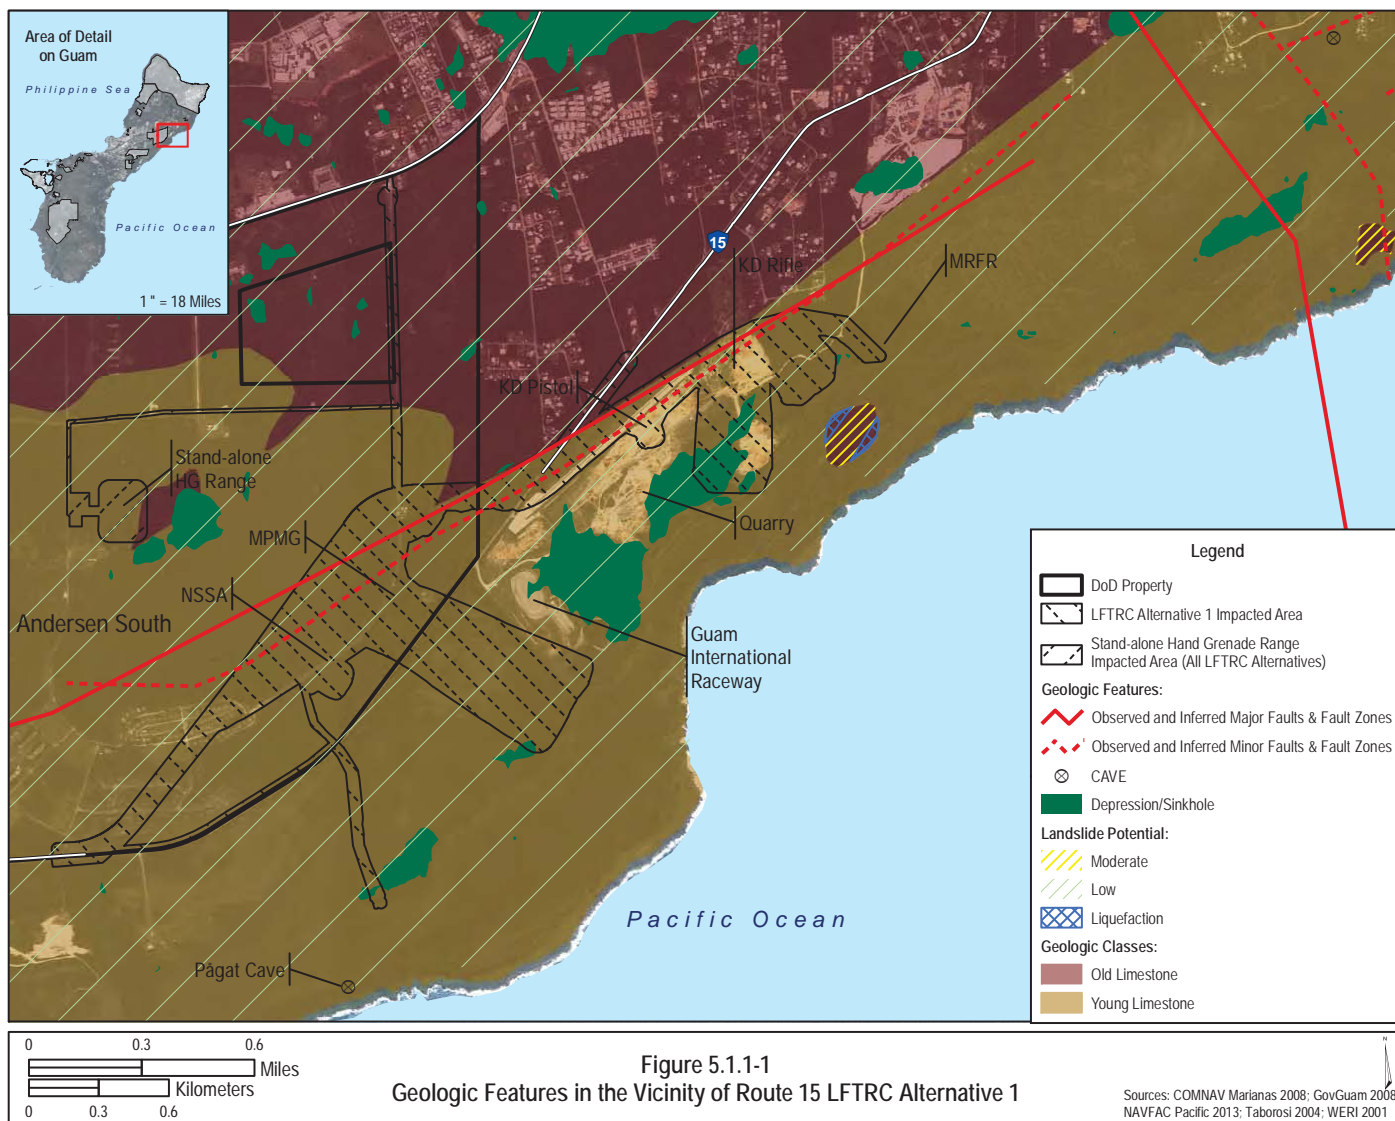 Area of Detail
on Guam
Philippine Sea
Pacific Ocean
1 " = 18 Miles
15
KD Rifle
MRFR
KD Pistol
Stand-alone
HG Range
MPMG
Quarry
NSSA
Andersen South
Guam
International
Raceway
Pacific Ocean
Págat Cave
Legend
DoD Property
LFTRC Alternative 1 Impacted Area
Stand-alone Hand Grenade Range
Impacted Area (All LFTRC Alternatives)
Geologic Features:
Observed and Inferred Major Faults & Fault Zones
Observed and Inferred Minor Faults & Fault Zones
CAVE
Depression/Sinkhole
Landslide Potential:
Moderate
Low
Liquefaction
Geologic Classes:
Old Limestone
Young Limestone
0 0.3 0.6
Miles
Kilometers
0 0.3 0.6
Figure 5.1.1-1
Geologic Features in the Vicinity of Route 15 LFTRC Alternative 1
N
Sources: COMNAV Marianas 2008; GovGuam 2008
NAVFAC Pacific 2013; Taborosi 2004; WERI 2001